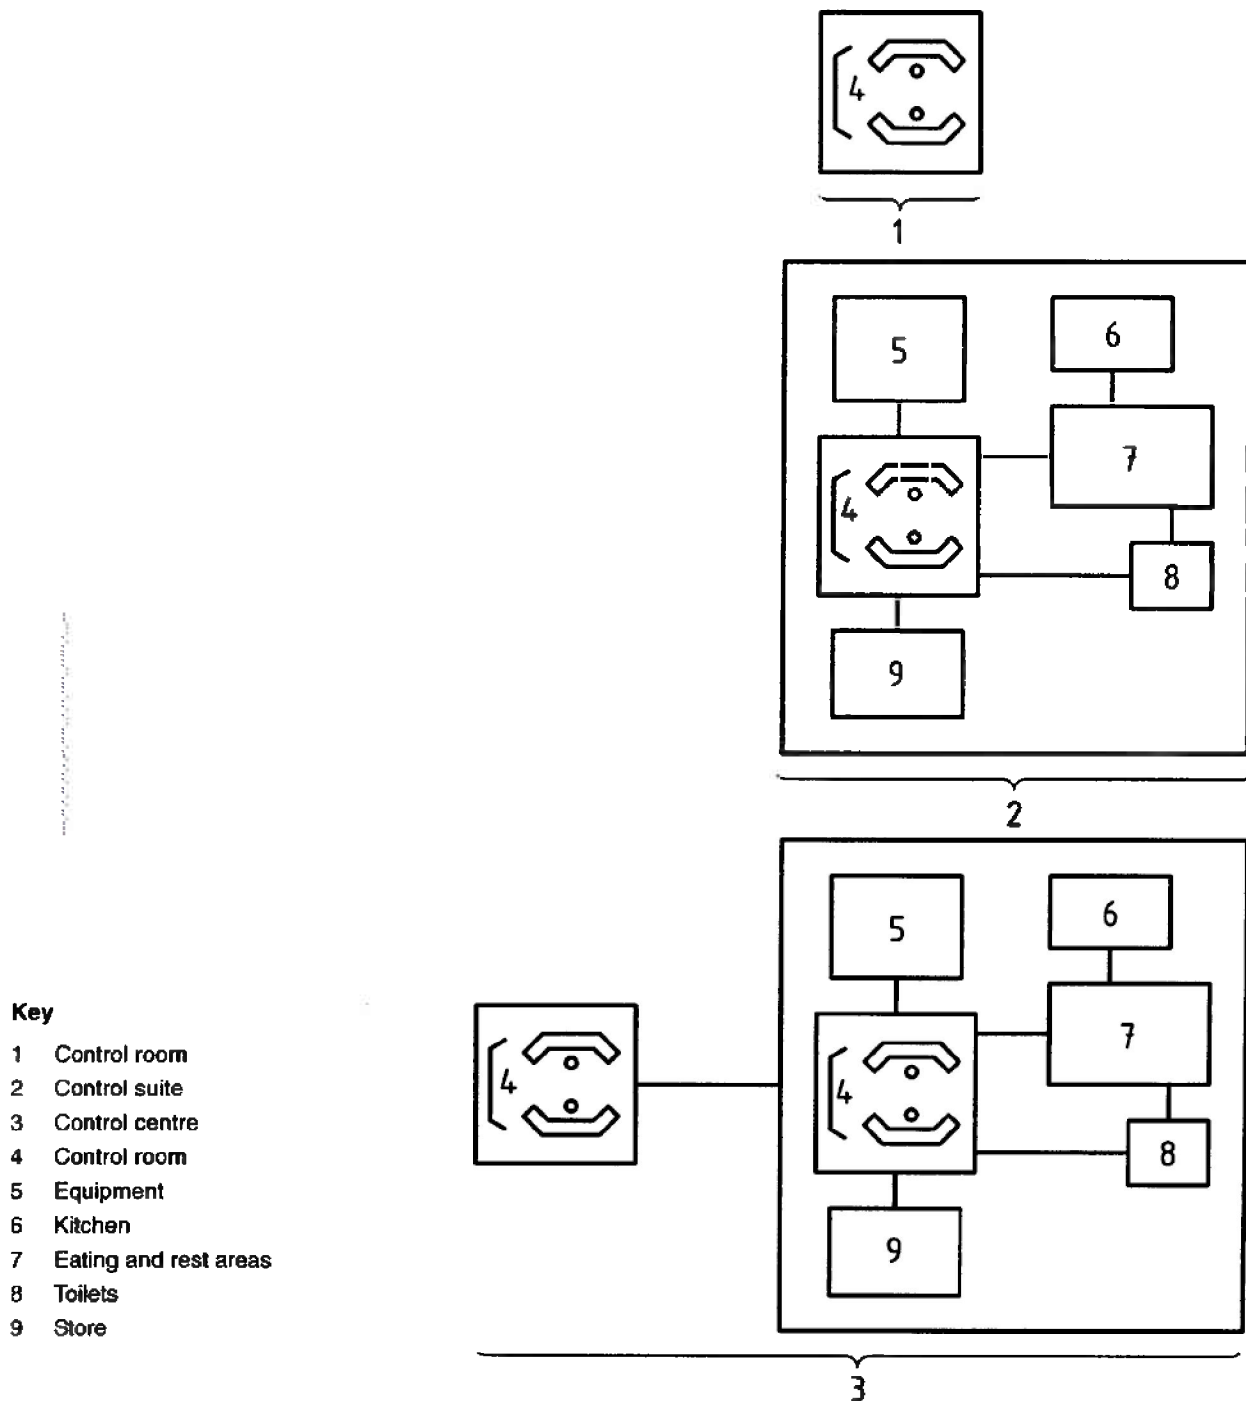 4
1
5
6
7
4
8
9
2
5
6
7
4
4
8
9
3
Key
1 Control room
2 Control suite
3 Control centre
4 Control room
5 Equipment
6 Kitchen
7 Eating and rest areas
8 Toilets
9 Store